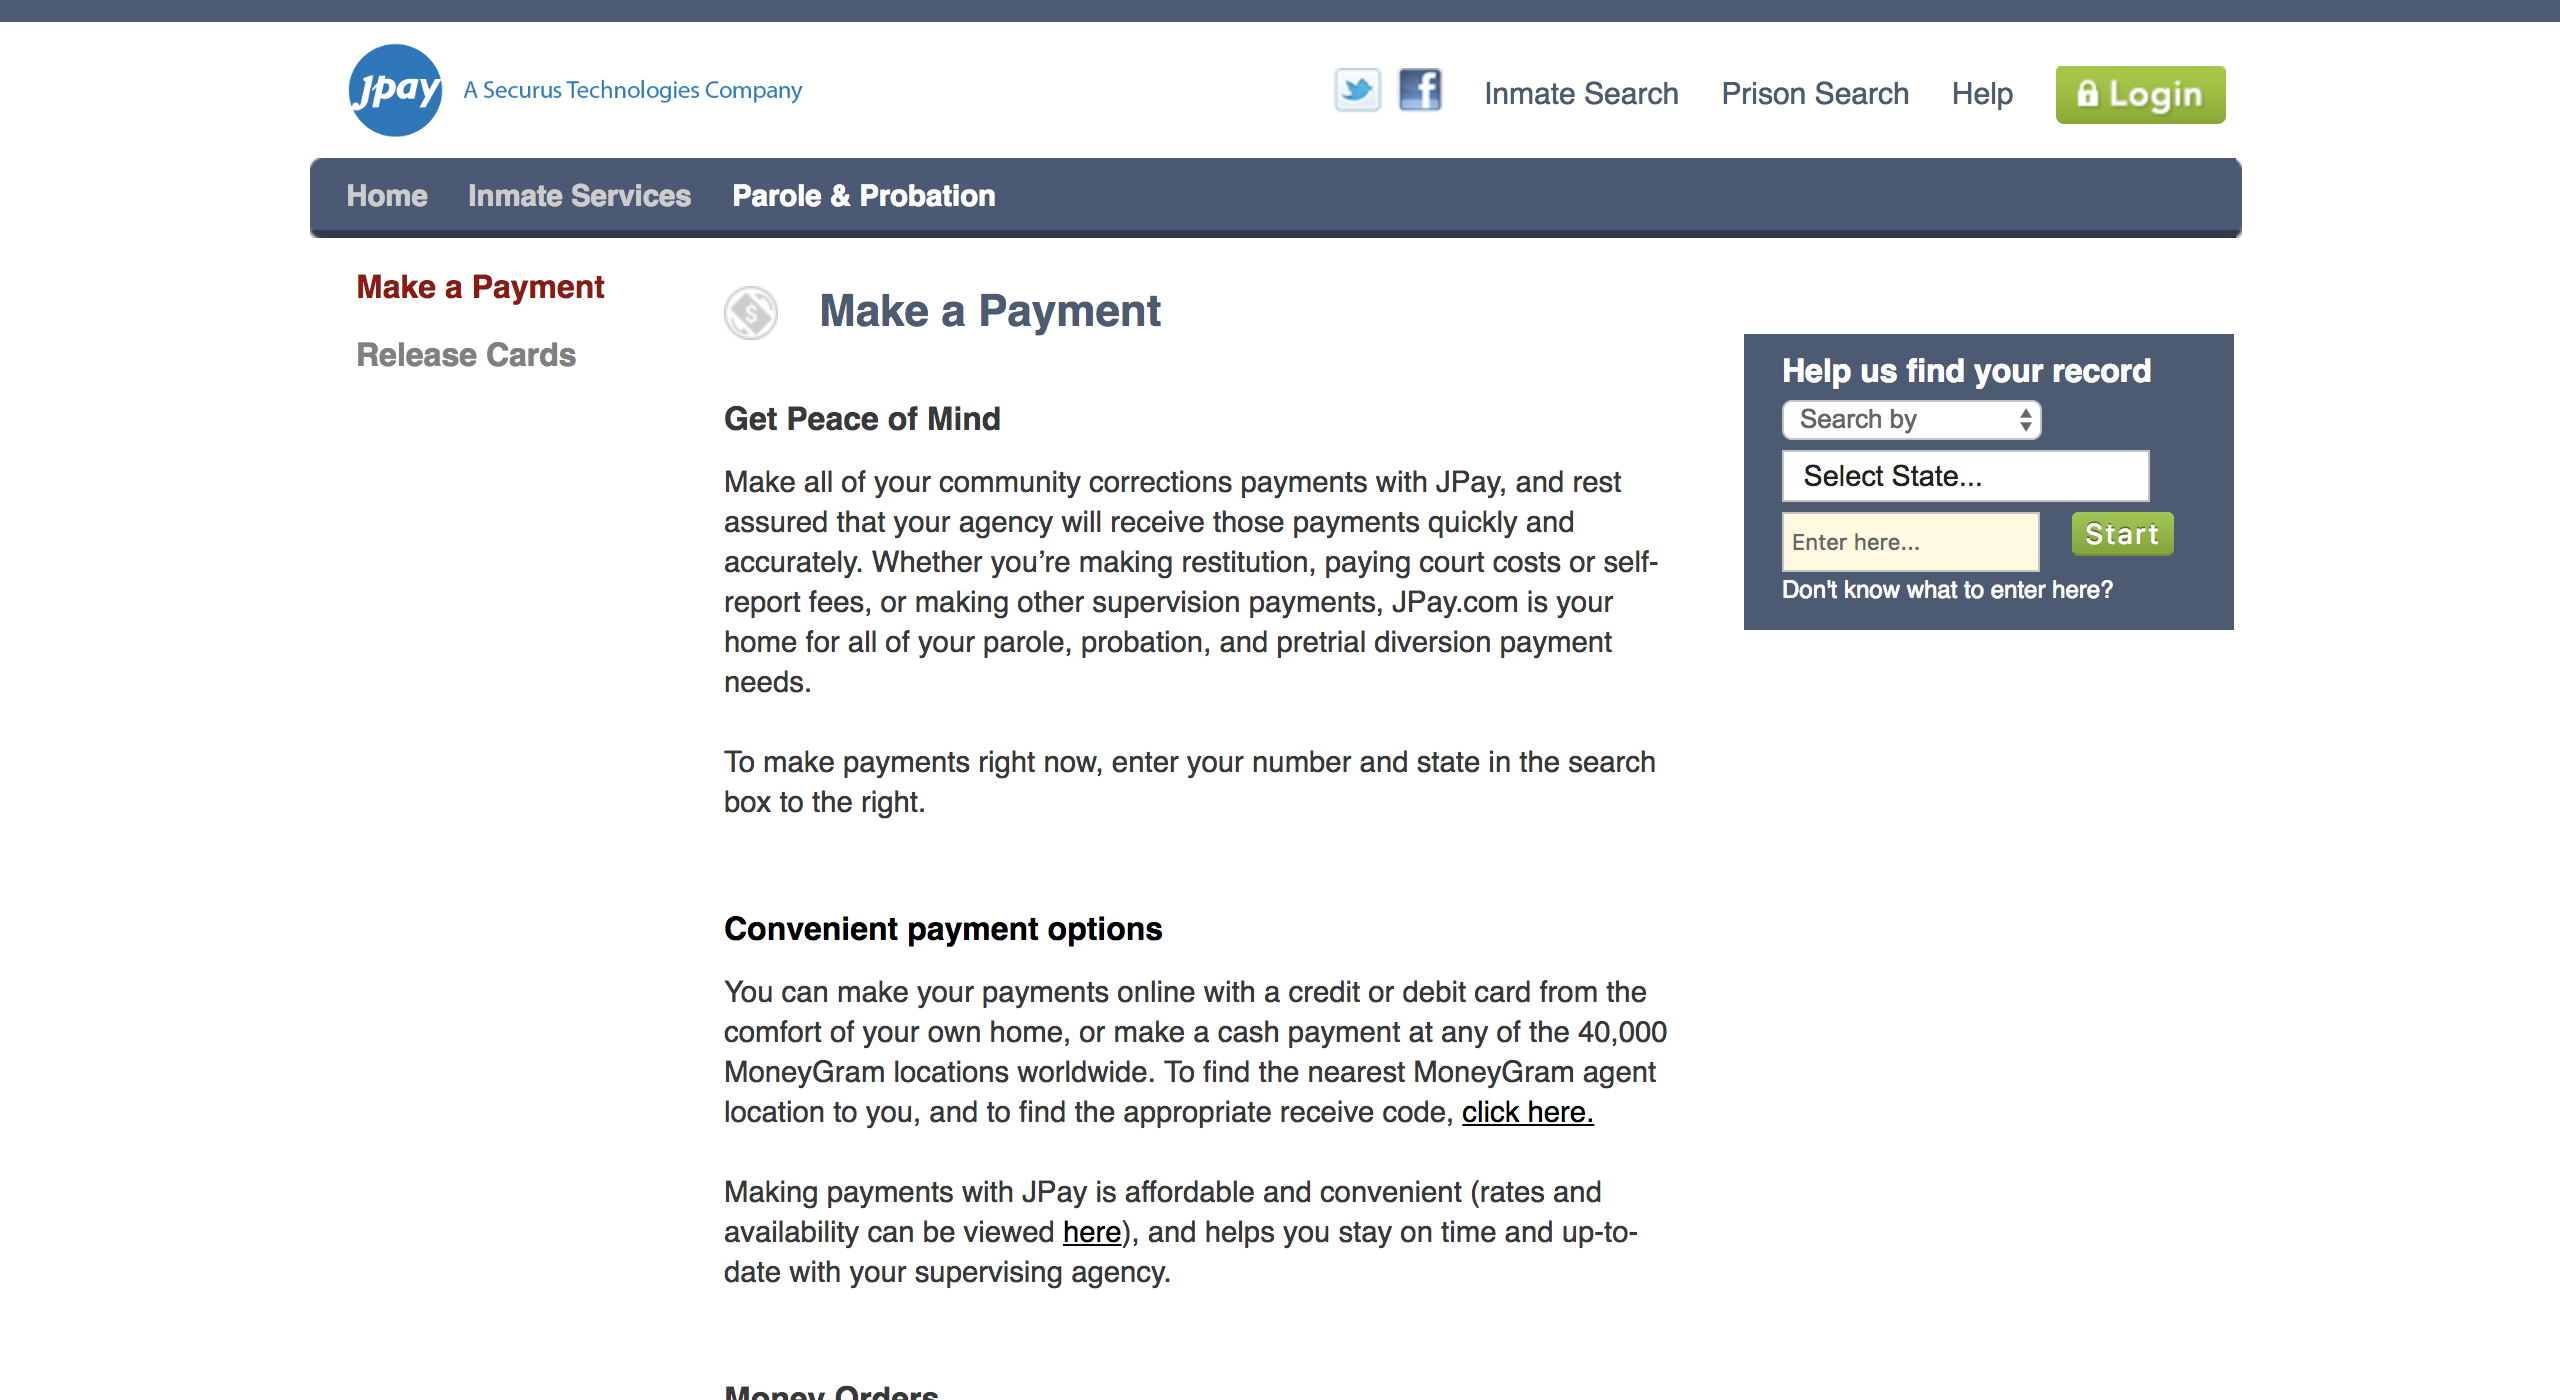 jpay A Securus Technologies Company
Inmate Search Prison Search Help Login
Home Inmate Services Parole & Probation
Make a Payment
Release Cards
Make a Payment
Get Peace of Mind
Make all of your community corrections payments with JPay, and rest
assured that your agency will receive those payments quickly and
accurately. Whether you’re making restitution, paying court costs or self-
report fees, or making other supervision payments, JPay.com is your
home for all of your parole, probation, and pretrial diversion payment
needs.
To make payments right now, enter your number and state in the search
box to the right.
Convenient payment options
You can make your payments online with a credit or debit card from the
comfort of your own home, or make a cash payment at any of the 40,000
MoneyGram locations worldwide. To find the nearest MoneyGram agent
location to you, and to find the appropriate receive code, click here.
Making payments with JPay is affordable and convenient (rates and
availability can be viewed here), and helps you stay on time and up-to-
date with your supervising agency.
Money Orders
Help us find your record
Search by
Select State...
Enter here...
Start
Don't know what to enter here?